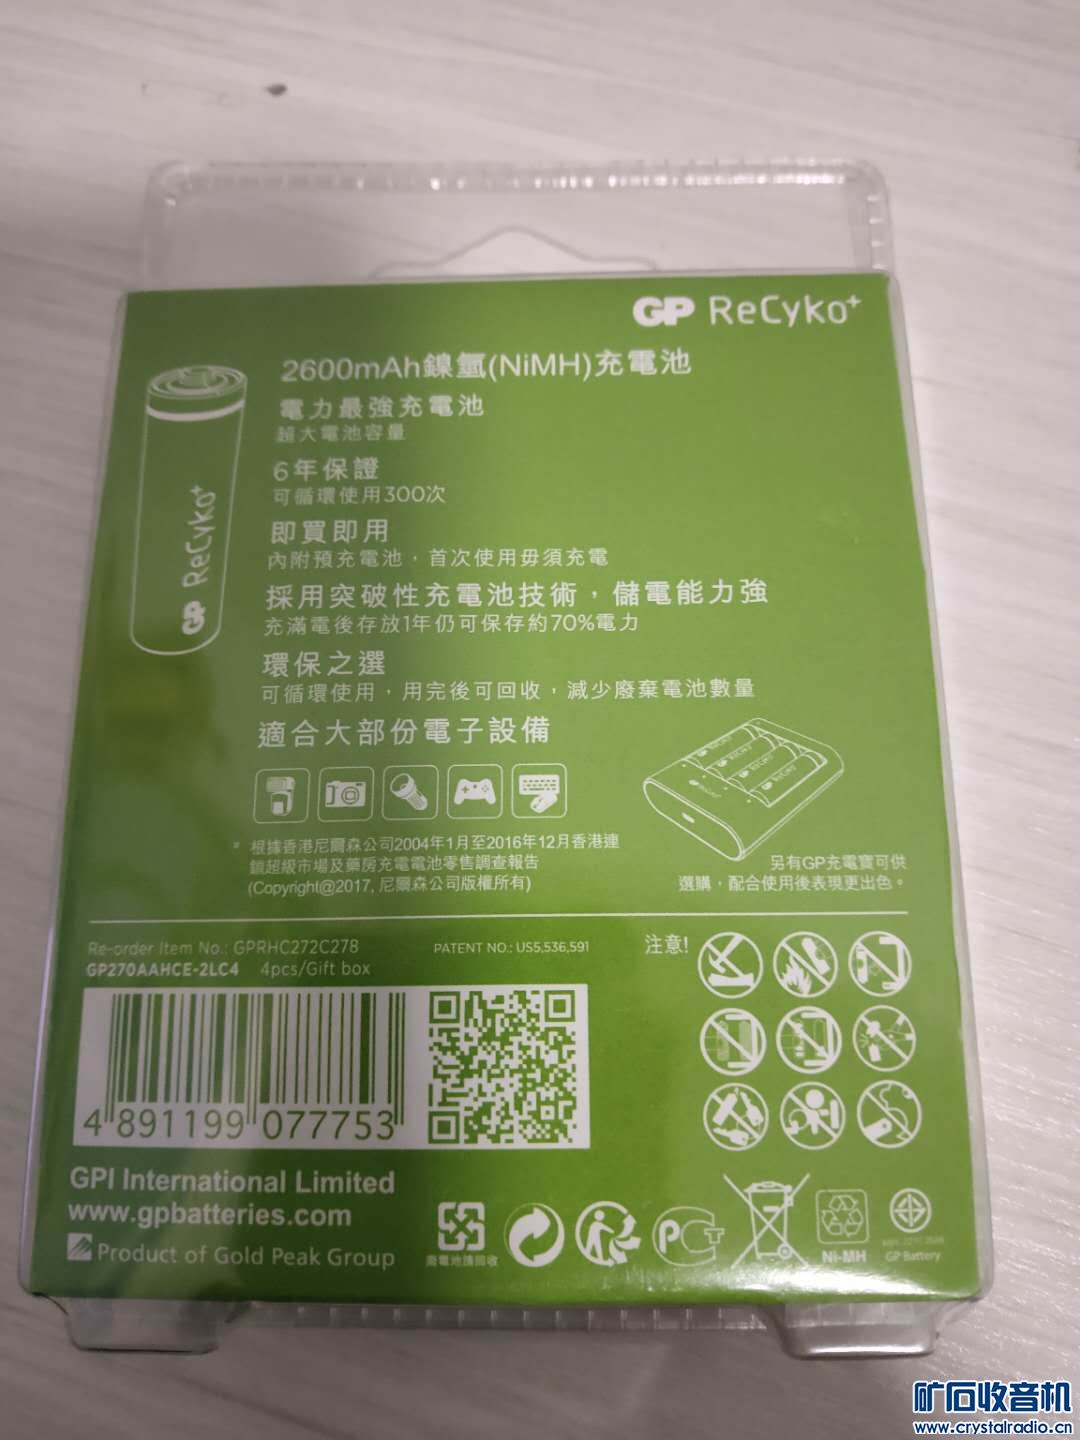 GP ReCyko+
2600mAh鎳氫(NiMH)充電池
電力最強充電池
超大電池容量
6年保證
可循環使用300次
即買即用
內附預充電池，首次使用毋須充電
採用突破性充電池技術，儲電能力強
充滿電後存放1年仍可保存約70%電力
環保之選
可循環使用，用完後可回收，減少廢棄電池數量
適合大部份電子設備
GP ReCyko+
ReCyko
ReCyko
ReCyko
GP ReCyko+
* 根據香港尼爾森公司2004年1月至2016年12月香港連
鎖超級市場及藥房充電電池零售調查報告
(Copyright@2017, 尼爾森公司版權所有)
另有GP充電寶可供
選購，配合使用後表現更出色。
Re-order Item No.: GPRHC272C278
GP270AAHCE-2LC4 4pcs/Gift box
PATENT NO.: US5,536,591
注意!
4 891199 077753
GPI International Limited
www.gpbatteries.com
Product of Gold Peak Group
廢電池請回收
Ni-MH
GP Battery
矿石收音机
www.crystalradio.cn